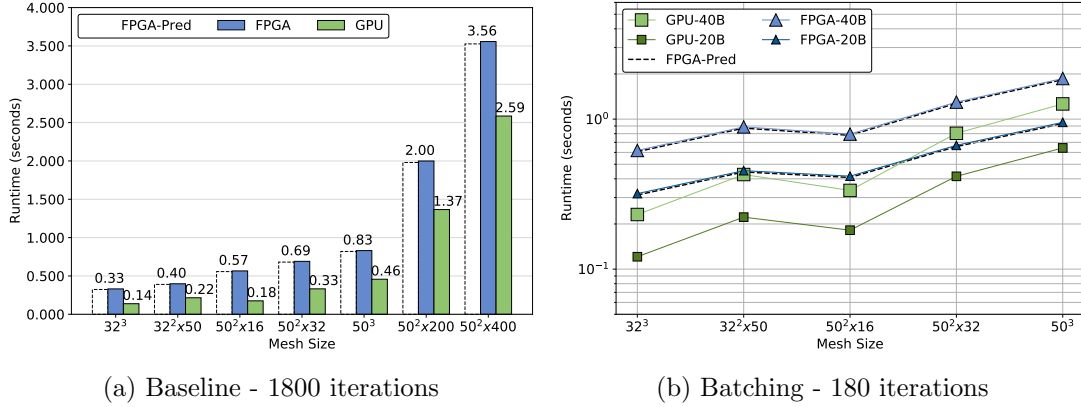 FPGA-Pred FPGA GPU
4.000
3.500
3.000
2.500
2.000
1.500
1.000
0.500
0.000
Runtime (seconds)
0.33
0.14
0.40
0.22
0.57
0.18
0.69
0.33
0.83
0.46
2.00
1.37
3.56
2.59
32³ 32²x50 50²x16 50²x32 50³ 50²x200 50²x400
Mesh Size
(a) Baseline - 1800 iterations
GPU-40B FPGA-40B
GPU-20B FPGA-20B
FPGA-Pred
Runtime (seconds)
10⁰
10⁻¹
32³ 32²x50 50²x16 50²x32 50³
Mesh Size
(b) Batching - 180 iterations